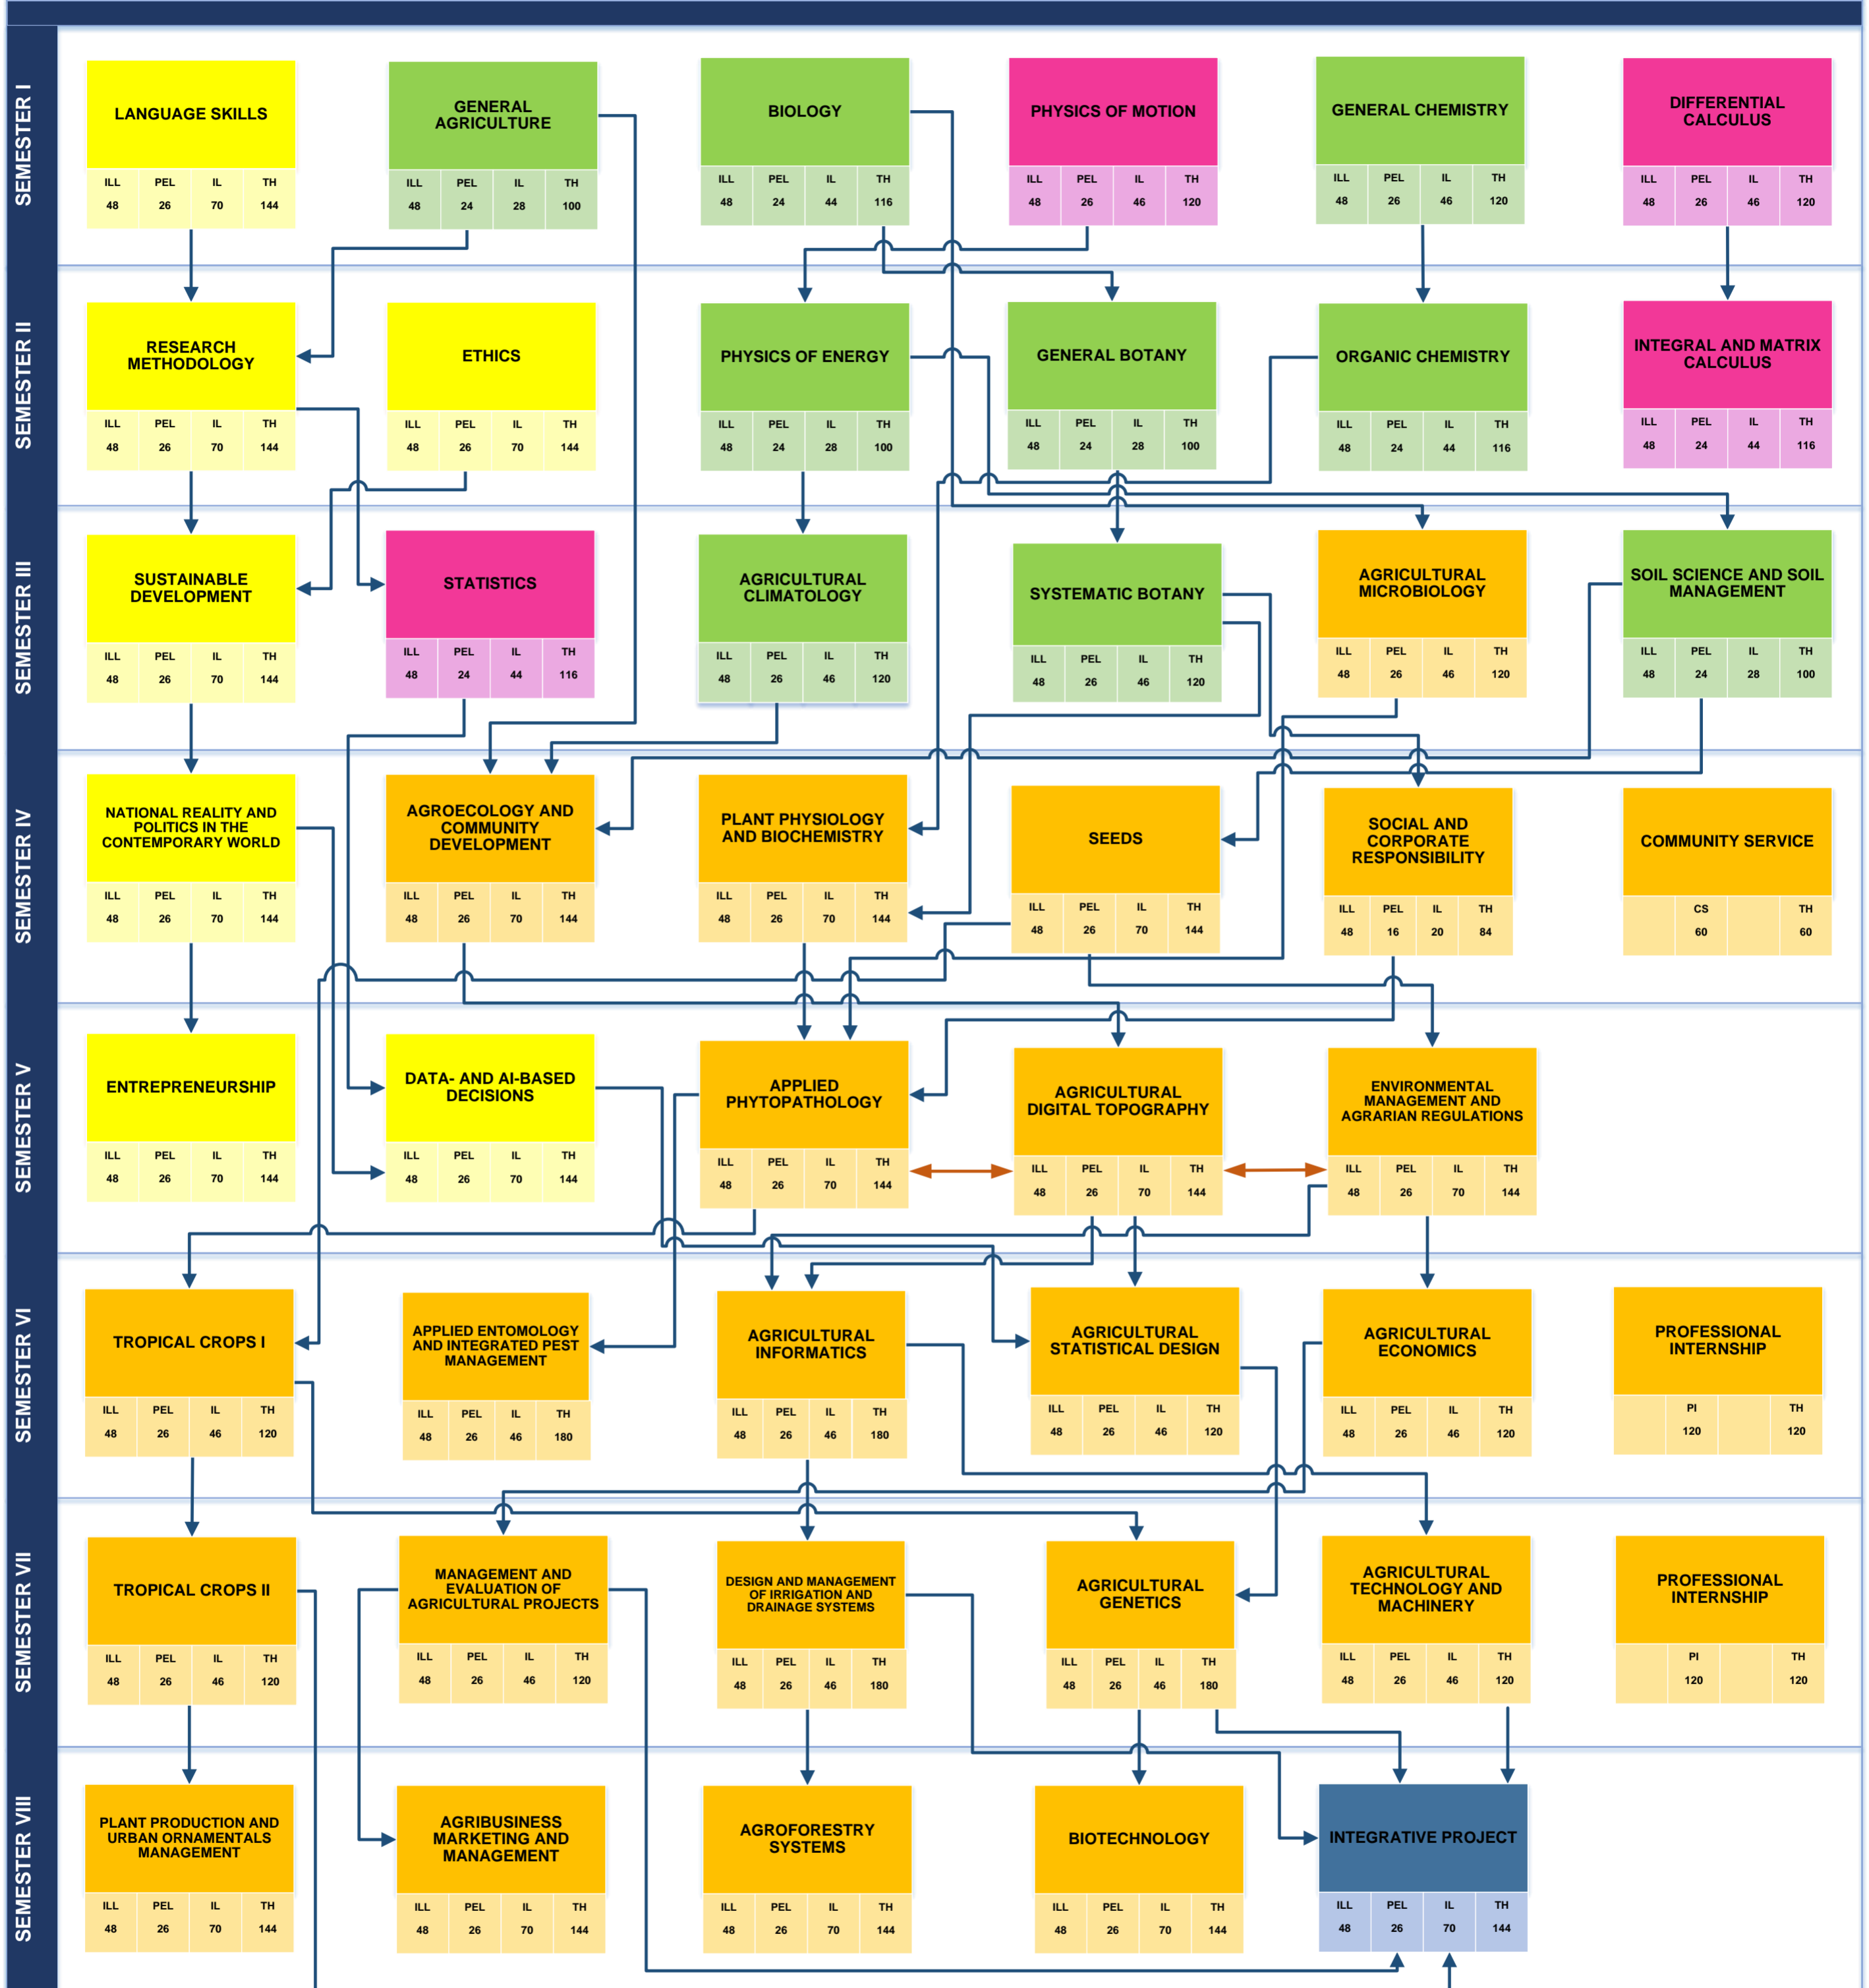 SEMESTER I
LANGUAGE SKILLS
ILL PEL IL TH
48 26 70 144
GENERAL
AGRICULTURE
ILL PEL IL TH
48 24 28 100
BIOLOGY
ILL PEL IL TH
48 24 44 116
PHYSICS OF MOTION
ILL PEL IL TH
48 26 46 120
GENERAL CHEMISTRY
ILL PEL IL TH
48 26 46 120
DIFFERENTIAL
CALCULUS
ILL PEL IL TH
48 26 46 120
SEMESTER II
RESEARCH
METHODOLOGY
ILL PEL IL TH
48 26 70 144
ETHICS
ILL PEL IL TH
48 26 70 144
PHYSICS OF ENERGY
ILL PEL IL TH
48 24 28 100
GENERAL BOTANY
ILL PEL IL TH
48 24 28 100
ORGANIC CHEMISTRY
ILL PEL IL TH
48 24 44 116
INTEGRAL AND MATRIX
CALCULUS
ILL PEL IL TH
48 24 44 116
SEMESTER III
SUSTAINABLE
DEVELOPMENT
ILL PEL IL TH
48 26 70 144
STATISTICS
ILL PEL IL TH
48 24 44 116
AGRICULTURAL
CLIMATOLOGY
ILL PEL IL TH
48 26 46 120
SYSTEMATIC BOTANY
ILL PEL IL TH
48 26 46 120
AGRICULTURAL
MICROBIOLOGY
ILL PEL IL TH
48 26 46 120
SOIL SCIENCE AND SOIL
MANAGEMENT
ILL PEL IL TH
48 24 28 100
SEMESTER IV
NATIONAL REALITY AND
POLITICS IN THE
CONTEMPORARY WORLD
ILL PEL IL TH
48 26 70 144
AGROECOLOGY AND
COMMUNITY
DEVELOPMENT
ILL PEL IL TH
48 26 70 144
PLANT PHYSIOLOGY
AND BIOCHEMISTRY
ILL PEL IL TH
48 26 70 144
SEEDS
ILL PEL IL TH
48 26 70 144
SOCIAL AND
CORPORATE
RESPONSIBILITY
ILL PEL IL TH
48 16 20 84
COMMUNITY SERVICE
CS TH
60 60
SEMESTER V
ENTREPRENEURSHIP
ILL PEL IL TH
48 26 70 144
DATA- AND AI-BASED
DECISIONS
ILL PEL IL TH
48 26 70 144
APPLIED
PHYTOPATHOLOGY
ILL PEL IL TH
48 26 70 144
AGRICULTURAL
DIGITAL TOPOGRAPHY
ILL PEL IL TH
48 26 70 144
ENVIRONMENTAL
MANAGEMENT AND
AGRARIAN REGULATIONS
ILL PEL IL TH
48 26 70 144
SEMESTER VI
TROPICAL CROPS I
ILL PEL IL TH
48 26 46 120
APPLIED ENTOMOLOGY
AND INTEGRATED PEST
MANAGEMENT
ILL PEL IL TH
48 26 46 180
AGRICULTURAL
INFORMATICS
ILL PEL IL TH
48 26 46 180
AGRICULTURAL
STATISTICAL DESIGN
ILL PEL IL TH
48 26 46 120
AGRICULTURAL
ECONOMICS
ILL PEL IL TH
48 26 46 120
PROFESSIONAL
INTERNSHIP
PI TH
120 120
SEMESTER VII
TROPICAL CROPS II
ILL PEL IL TH
48 26 46 120
MANAGEMENT AND
EVALUATION OF
AGRICULTURAL PROJECTS
ILL PEL IL TH
48 26 46 120
DESIGN AND MANAGEMENT
OF IRRIGATION AND
DRAINAGE SYSTEMS
ILL PEL IL TH
48 26 46 180
AGRICULTURAL
GENETICS
ILL PEL IL TH
48 26 46 180
AGRICULTURAL
TECHNOLOGY AND
MACHINERY
ILL PEL IL TH
48 26 46 120
PROFESSIONAL
INTERNSHIP
PI TH
120 120
SEMESTER VIII
PLANT PRODUCTION AND
URBAN ORNAMENTALS
MANAGEMENT
ILL PEL IL TH
48 26 70 144
AGRIBUSINESS
MARKETING AND
MANAGEMENT
ILL PEL IL TH
48 26 70 144
AGROFORESTRY
SYSTEMS
ILL PEL IL TH
48 26 70 144
BIOTECHNOLOGY
ILL PEL IL TH
48 26 70 144
INTEGRATIVE PROJECT
ILL PEL IL TH
48 26 70 144